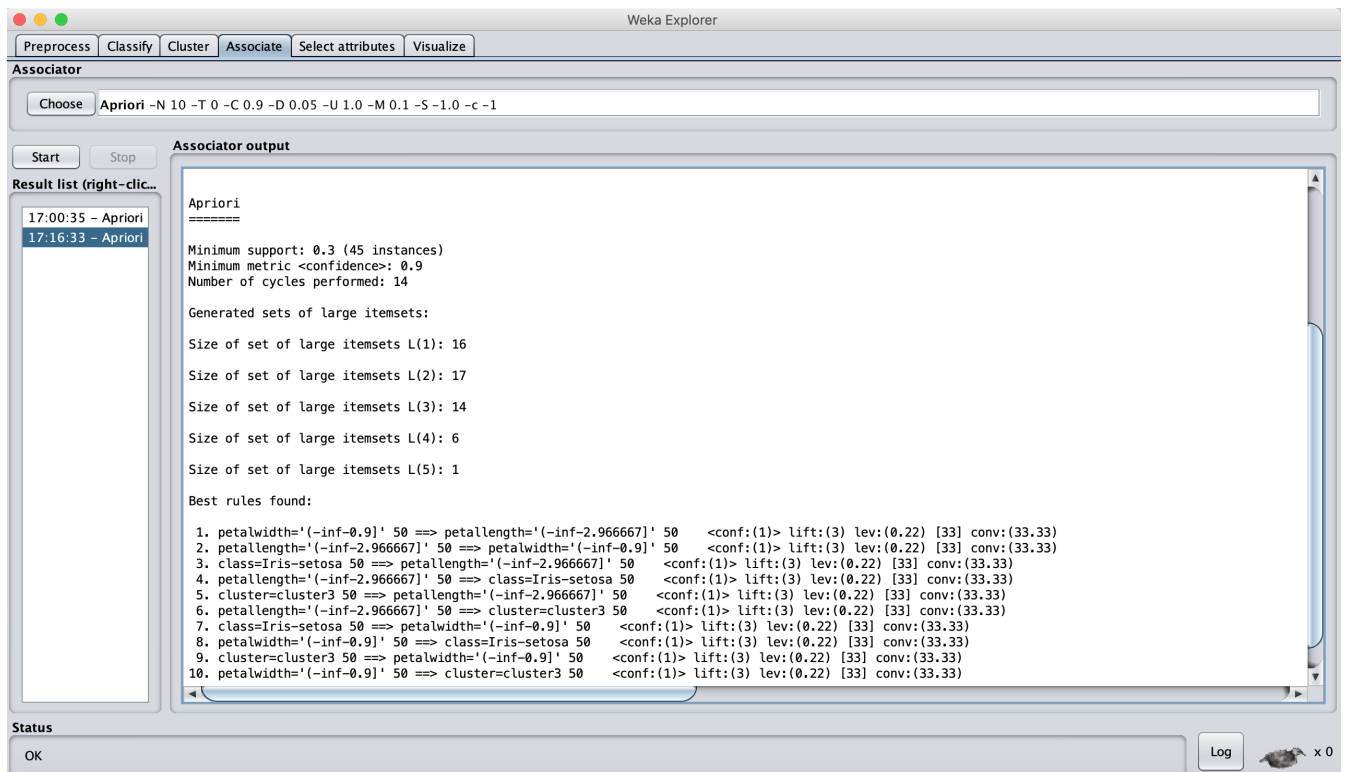 Weka Explorer
Preprocess Classify Cluster Associate Select attributes Visualize
Associator
Choose Apriori -N 10 -T 0 -C 0.9 -D 0.05 -U 1.0 -M 0.1 -S -1.0 -c -1
Start Stop
Result list (right-clic...
17:00:35 - Apriori
17:16:33 - Apriori
Associator output
Apriori
=======
Minimum support: 0.3 (45 instances)
Minimum metric <confidence>: 0.9
Number of cycles performed: 14
Generated sets of large itemsets:
Size of set of large itemsets L(1): 16
Size of set of large itemsets L(2): 17
Size of set of large itemsets L(3): 14
Size of set of large itemsets L(4): 6
Size of set of large itemsets L(5): 1
Best rules found:
1. petalwidth='(-inf-0.9]' 50 ==> petallength='(-inf-2.966667]' 50 <conf:(1)> lift:(3) lev:(0.22) [33] conv:(33.33)
2. petallength='(-inf-2.966667]' 50 ==> petalwidth='(-inf-0.9]' 50 <conf:(1)> lift:(3) lev:(0.22) [33] conv:(33.33)
3. class=Iris-setosa 50 ==> petallength='(-inf-2.966667]' 50 <conf:(1)> lift:(3) lev:(0.22) [33] conv:(33.33)
4. petallength='(-inf-2.966667]' 50 ==> class=Iris-setosa 50 <conf:(1)> lift:(3) lev:(0.22) [33] conv:(33.33)
5. cluster=cluster3 50 ==> petallength='(-inf-2.966667]' 50 <conf:(1)> lift:(3) lev:(0.22) [33] conv:(33.33)
6. petallength='(-inf-2.966667]' 50 ==> cluster=cluster3 50 <conf:(1)> lift:(3) lev:(0.22) [33] conv:(33.33)
7. class=Iris-setosa 50 ==> petalwidth='(-inf-0.9]' 50 <conf:(1)> lift:(3) lev:(0.22) [33] conv:(33.33)
8. petalwidth='(-inf-0.9]' 50 ==> class=Iris-setosa 50 <conf:(1)> lift:(3) lev:(0.22) [33] conv:(33.33)
9. cluster=cluster3 50 ==> petalwidth='(-inf-0.9]' 50 <conf:(1)> lift:(3) lev:(0.22) [33] conv:(33.33)
10. petalwidth='(-inf-0.9]' 50 ==> cluster=cluster3 50 <conf:(1)> lift:(3) lev:(0.22) [33] conv:(33.33)
Status
OK
Log x 0